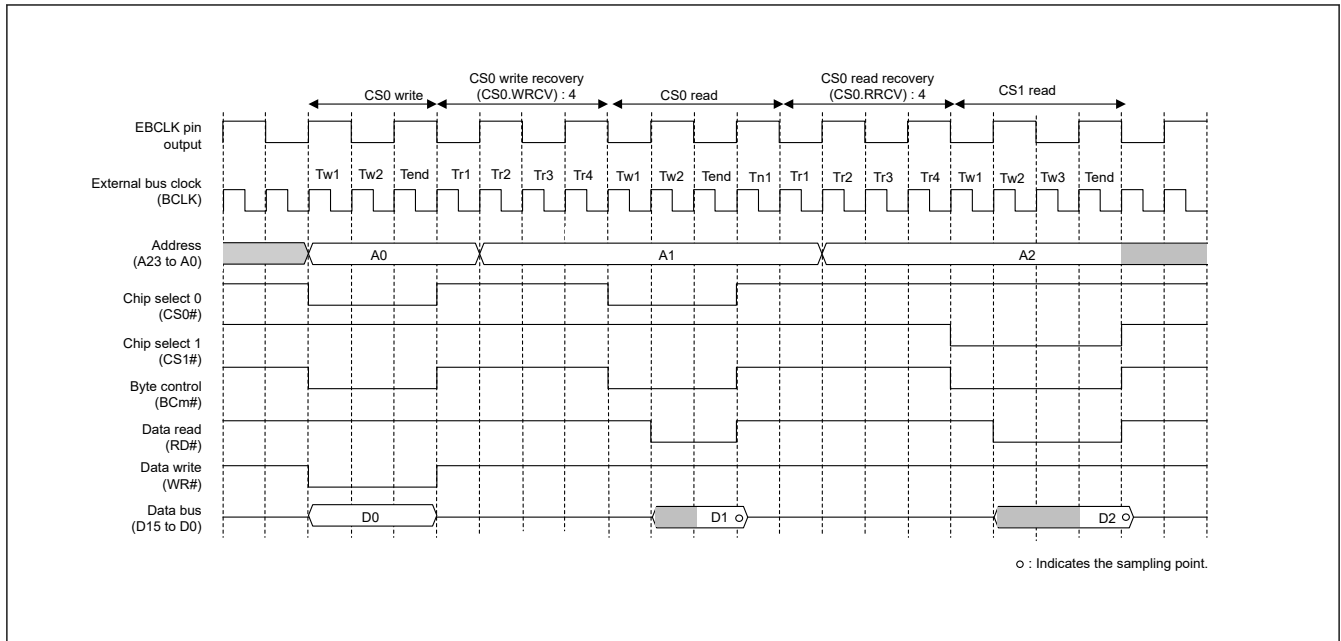 CS0 write
CS0 write recovery
(CS0.WRCV) : 4
CS0 read
CS0 read recovery
(CS0.RRCV) : 4
CS1 read
EBCLK pin
output
External bus clock
(BCLK)
Tw1 Tw2 Tend Tr1 Tr2 Tr3 Tr4 Tw1 Tw2 Tend Tn1 Tr1 Tr2 Tr3 Tr4 Tw1 Tw2 Tw3 Tend
Address
(A23 to A0)
A0 A1 A2
Chip select 0
(CS0#)
Chip select 1
(CS1#)
Byte control
(BCm#)
Data read
(RD#)
Data write
(WR#)
Data bus
(D15 to D0)
D0 D1 D2
o : Indicates the sampling point.